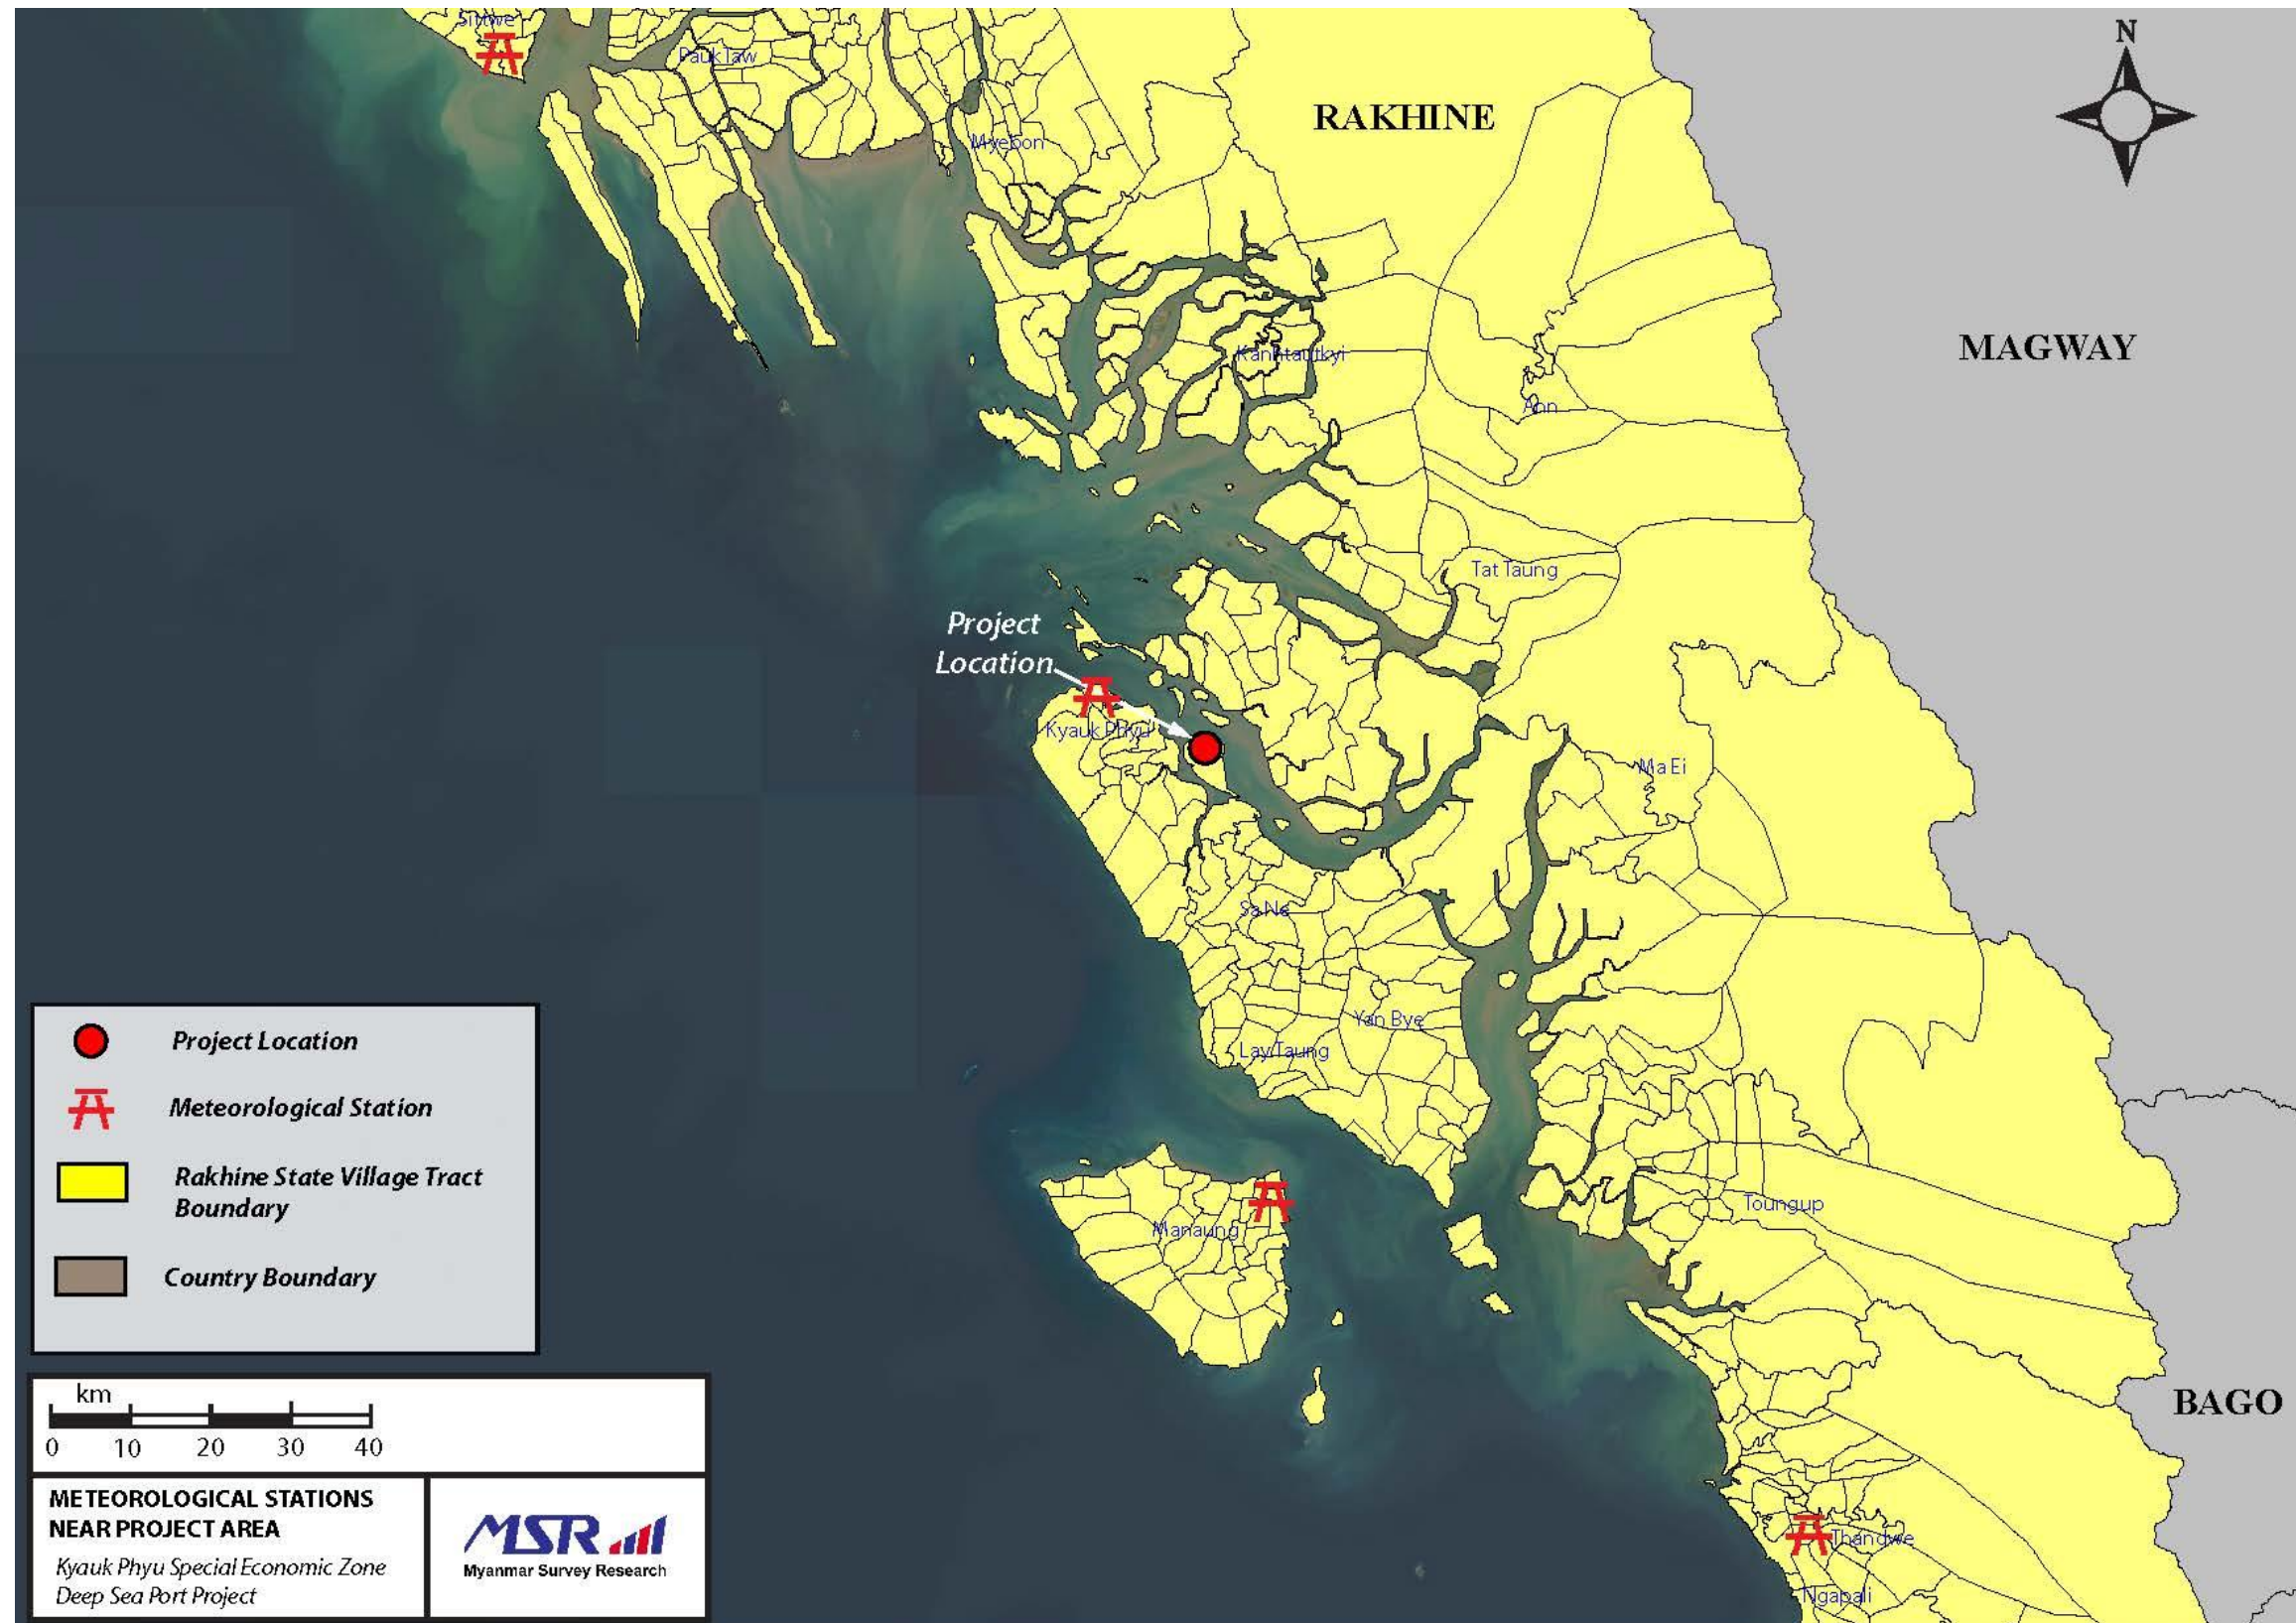 Sittwe
Pauk Taw
N
RAKHINE
Myebon
MAGWAY
Kanhtautkyi
Ann
Tat Taung
Project
Location
Kyauk Phyu
Ma Ei
Sa Ne
Yan Bye
Lay Taung
Manaung
Toungup
BAGO
Thandwe
Ngapali
Project Location
Meteorological Station
Rakhine State Village Tract
Boundary
Country Boundary
km
0 10 20 30 40
METEOROLOGICAL STATIONS
NEAR PROJECT AREA
Kyauk Phyu Special Economic Zone
Deep Sea Port Project
MSR
Myanmar Survey Research